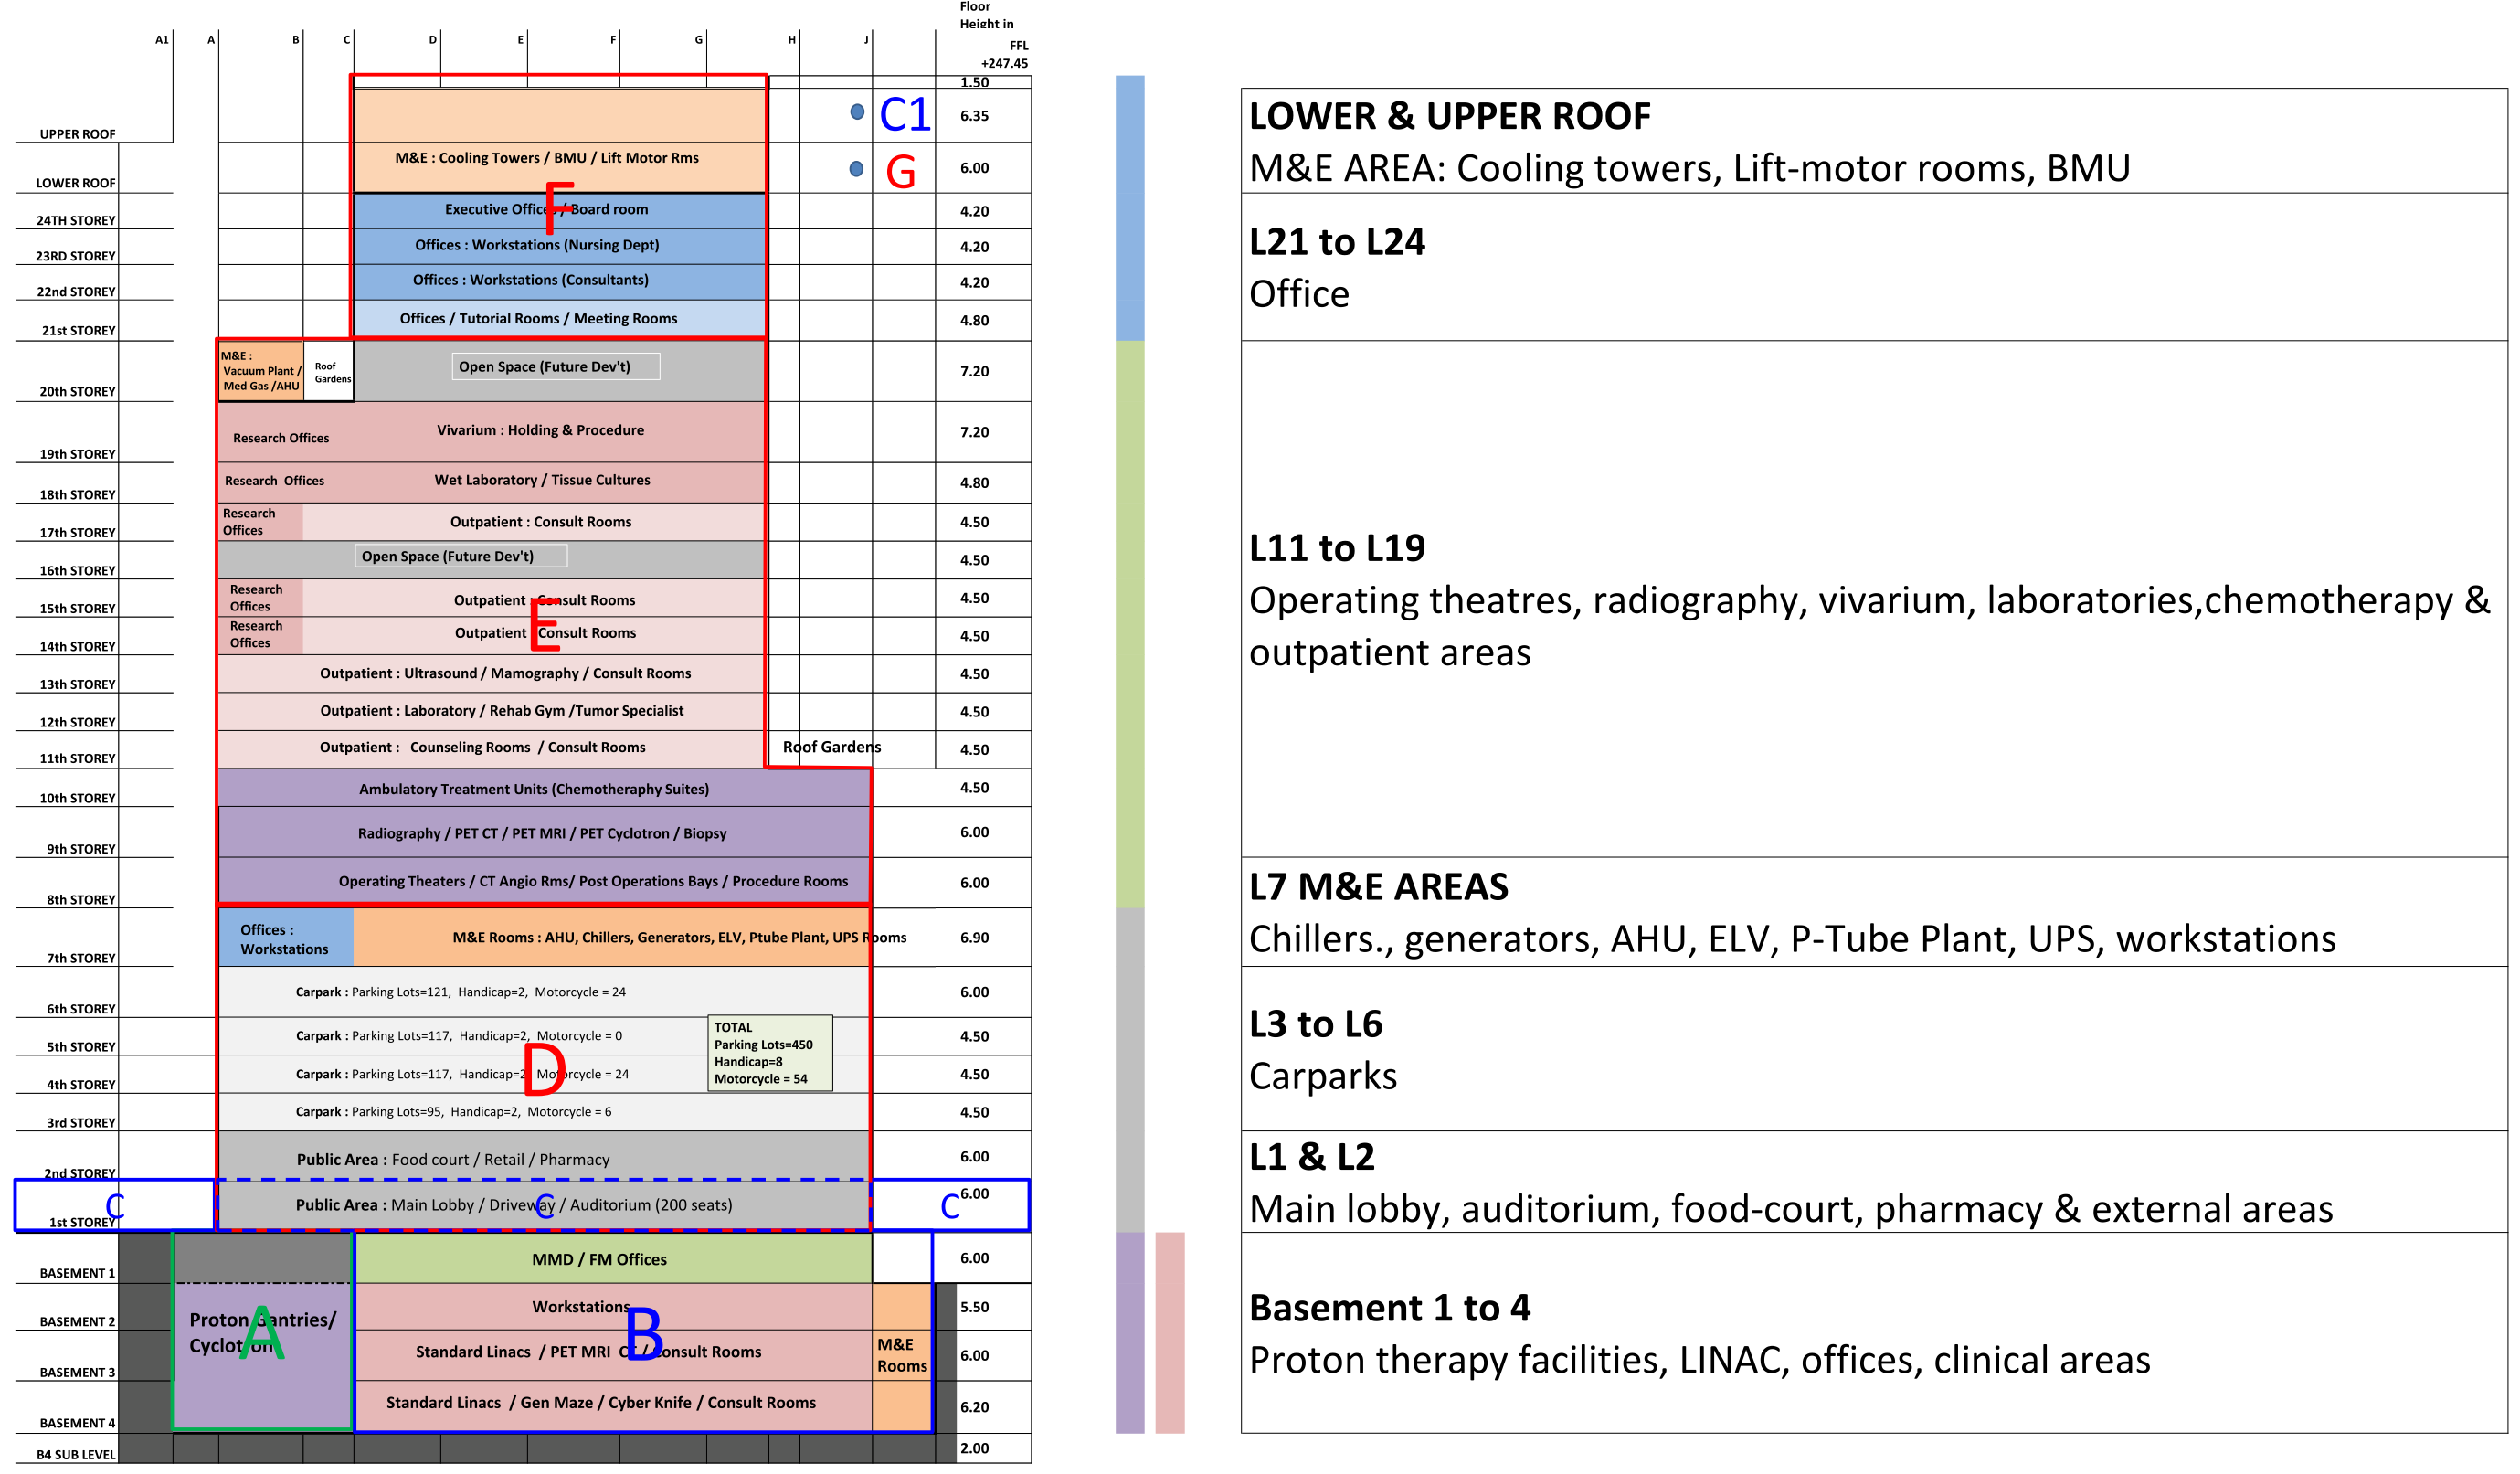 Floor
Height in
A1 A B C D E F G H J
FFL
+247.45
1.50
UPPER ROOF
C1
6.35
M&E : Cooling Towers / BMU / Lift Motor Rms
LOWER ROOF
G
6.00
F
24TH STOREY
Executive Offices / Board room
4.20
23RD STOREY
Offices : Workstations (Nursing Dept)
4.20
22nd STOREY
Offices : Workstations (Consultants)
4.20
21st STOREY
Offices / Tutorial Rooms / Meeting Rooms
4.80
20th STOREY
M&E :
Vacuum Plant /
Med Gas /AHU
Roof
Gardens
Open Space (Future Dev't)
7.20
19th STOREY
Research Offices
Vivarium : Holding & Procedure
7.20
18th STOREY
Research Offices
Wet Laboratory / Tissue Cultures
4.80
17th STOREY
Research
Offices
Outpatient : Consult Rooms
4.50
16th STOREY
Open Space (Future Dev't)
4.50
15th STOREY
Research
Offices
Outpatient : Consult Rooms
4.50
E
14th STOREY
Research
Offices
Outpatient : Consult Rooms
4.50
13th STOREY
Outpatient : Ultrasound / Mamography / Consult Rooms
4.50
12th STOREY
Outpatient : Laboratory / Rehab Gym /Tumor Specialist
4.50
11th STOREY
Outpatient : Counseling Rooms / Consult Rooms
Roof Gardens
4.50
10th STOREY
Ambulatory Treatment Units (Chemotheraphy Suites)
4.50
9th STOREY
Radiography / PET CT / PET MRI / PET Cyclotron / Biopsy
6.00
8th STOREY
Operating Theaters / CT Angio Rms/ Post Operations Bays / Procedure Rooms
6.00
7th STOREY
Offices :
Workstations
M&E Rooms : AHU, Chillers, Generators, ELV, Ptube Plant, UPS Rooms
6.90
6th STOREY
Carpark : Parking Lots=121, Handicap=2, Motorcycle = 24
6.00
5th STOREY
Carpark : Parking Lots=117, Handicap=2, Motorcycle = 0
4.50
TOTAL
Parking Lots=450
Handicap=8
Motorcycle = 54
D
4th STOREY
Carpark : Parking Lots=117, Handicap=2, Motorcycle = 24
4.50
3rd STOREY
Carpark : Parking Lots=95, Handicap=2, Motorcycle = 6
4.50
2nd STOREY
Public Area : Food court / Retail / Pharmacy
6.00
1st STOREY
C
Public Area : Main Lobby / Driveway / Auditorium (200 seats)
C
C
6.00
BASEMENT 1
MMD / FM Offices
6.00
BASEMENT 2
Workstations
5.50
Proton Gantries/
Cyclotron
A
B
BASEMENT 3
Standard Linacs / PET MRI CT / Consult Rooms
M&E
Rooms
6.00
BASEMENT 4
Standard Linacs / Gen Maze / Cyber Knife / Consult Rooms
6.20
B4 SUB LEVEL
2.00
LOWER & UPPER ROOF
M&E AREA: Cooling towers, Lift-motor rooms, BMU
L21 to L24
Office
L11 to L19
Operating theatres, radiography, vivarium, laboratories,chemotherapy &
outpatient areas
L7 M&E AREAS
Chillers., generators, AHU, ELV, P-Tube Plant, UPS, workstations
L3 to L6
Carparks
L1 & L2
Main lobby, auditorium, food-court, pharmacy & external areas
Basement 1 to 4
Proton therapy facilities, LINAC, offices, clinical areas